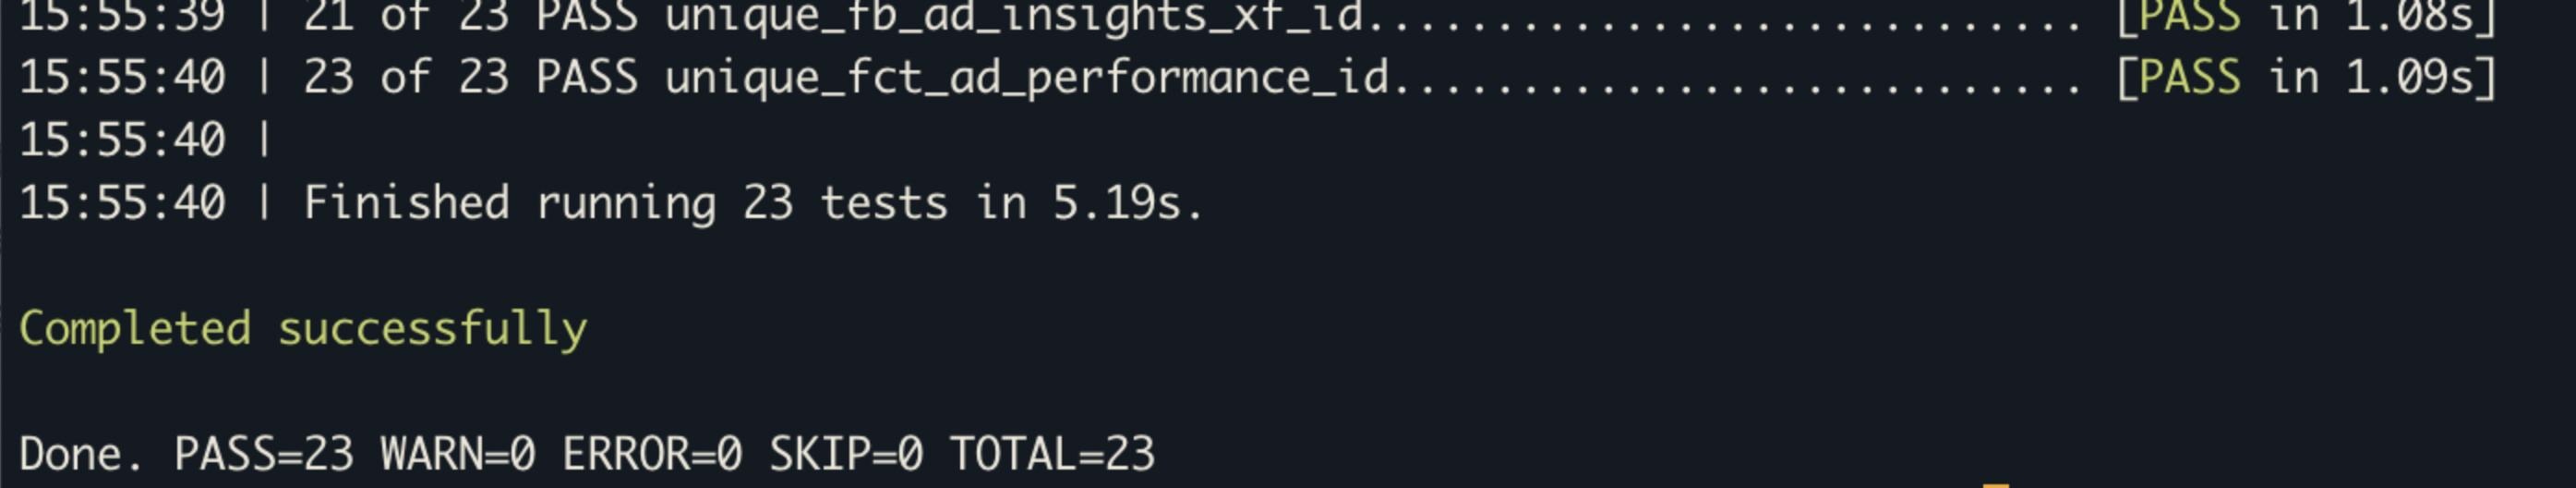 15:55:39 | 21 of 23 PASS unique_fb_ad_insights_xf_id........................... [PASS in 1.08s]
15:55:40 | 23 of 23 PASS unique_fct_ad_performance_id.......................... [PASS in 1.09s]
15:55:40 |
15:55:40 | Finished running 23 tests in 5.19s.
Completed successfully
Done. PASS=23 WARN=0 ERROR=0 SKIP=0 TOTAL=23